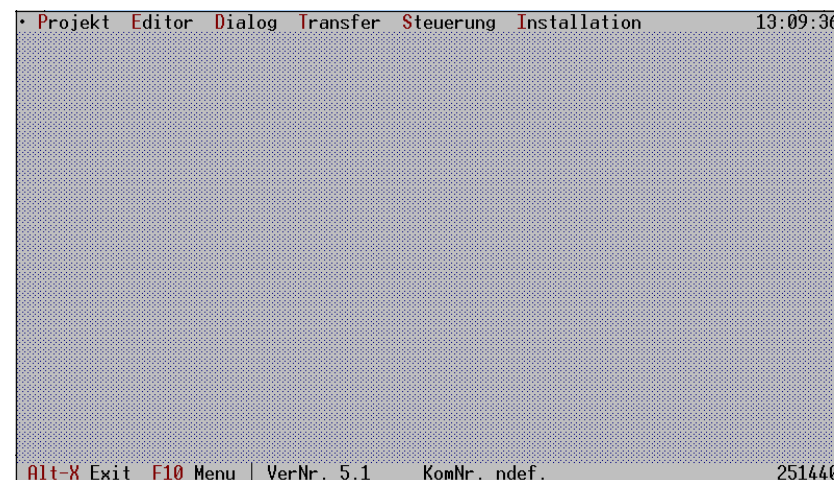 · Projekt Editor Dialog Transfer Steuerung Installation 13:09:36
Alt-X Exit F10 Menu │ VerNr. 5.1 KomNr. ndef. 251440